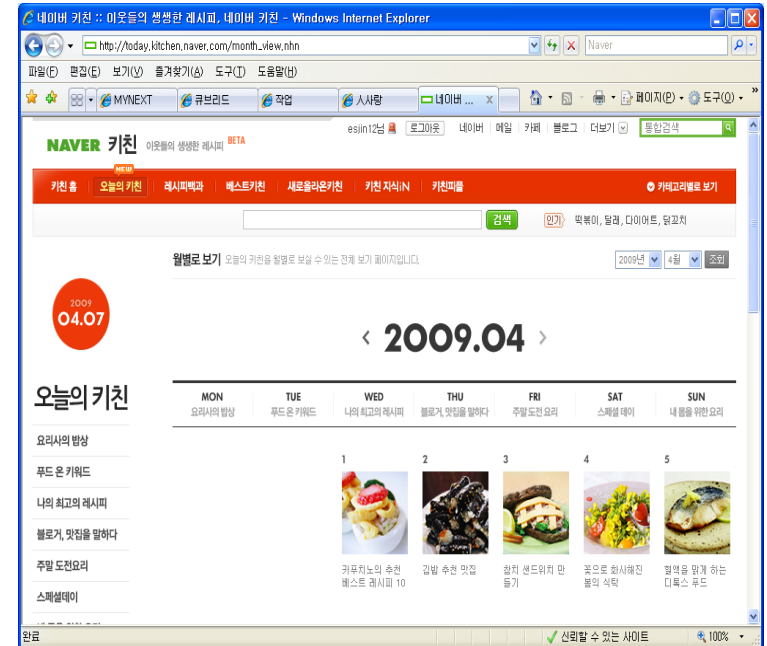 네이버 키친 :: 이웃들의 생생한 레시피, 네이버 키친 - Windows Internet Explorer
http://today.kitchen.naver.com/month_view.nhn
Naver
파일(F) 편집(E) 보기(V) 즐겨찾기(A) 도구(T) 도움말(H)
MYNEXT 큐브리드 작업 人사랑 네이버 ... X 페이지(P) 도구(O) »
NAVER 키친 이웃들의 생생한 레시피 BETA
esjin12님 로그아웃 네이버 메일 카페 블로그 더보기 통합검색
NEW
키친 홈 오늘의 키친 레시피백과 베스트키친 새로올라온키친 키친 지식iN 키친피플 카테고리별로 보기
검색 인기 떡볶이, 달래, 다이어트, 닭꼬치
월별로 보기 오늘의 키친을 월별로 보실 수 있는 전체 보기 페이지입니다. 2009년 4월 조회
2009
04.07
< 2009.04 >
오늘의 키친
MON TUE WED THU FRI SAT SUN
요리사의 밥상 푸드 온 키워드 나의 최고의 레시피 블로거, 맛집을 말하다 주말 도전 요리 스페셜 데이 내 몸을 위한 요리
요리사의 밥상
푸드 온 키워드
나의 최고의 레시피
블로거, 맛집을 말하다
주말 도전요리
스페셜데이
1 2 3 4 5
카푸치노의 추천 베스트 레시피 10
김밥 추천 맛집
참치 샌드위치 만들기
꽃으로 화사해진 봄의 식탁
혈액을 맑게 하는 디톡스 푸드
완료 신뢰할 수 있는 사이트 100%